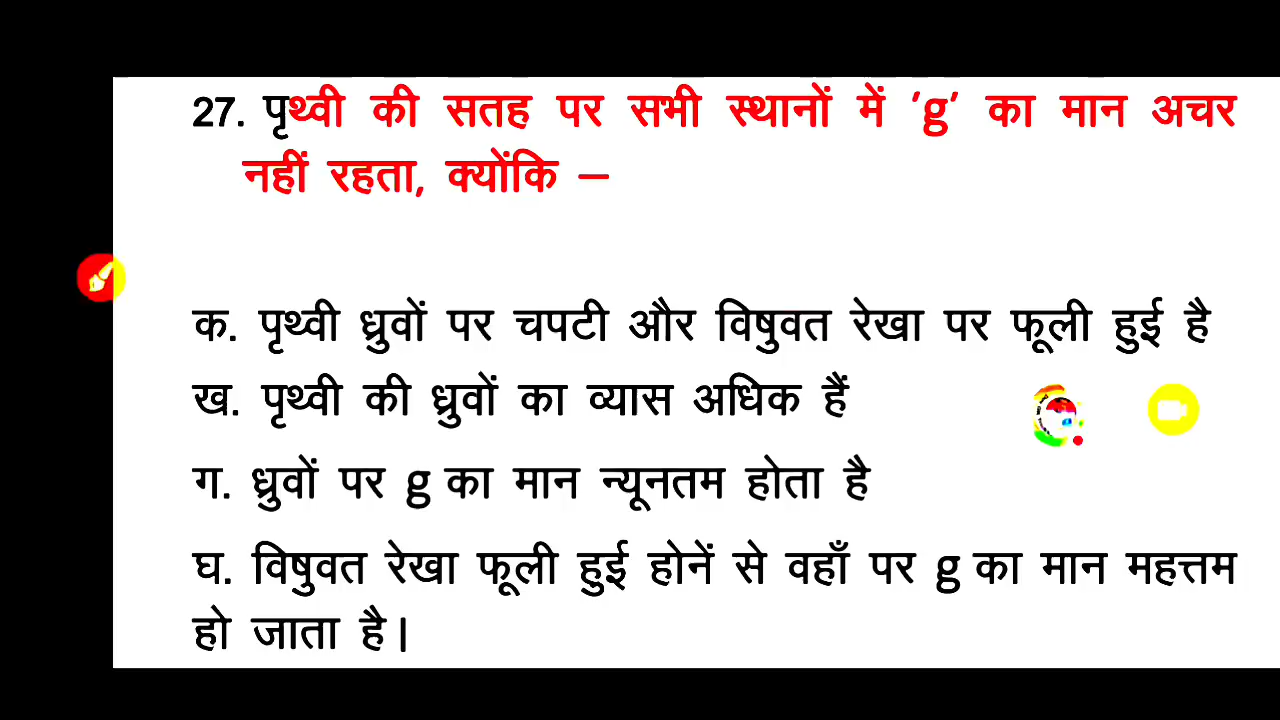 27. पृथ्वी की सतह पर सभी स्थानों में 'g' का मान अचर
नहीं रहता, क्योंकि –
क. पृथ्वी ध्रुवों पर चपटी और विषुवत रेखा पर फूली हुई है
ख. पृथ्वी की ध्रुवों का व्यास अधिक हैं
ग. ध्रुवों पर g का मान न्यूनतम होता है
घ. विषुवत रेखा फूली हुई होनें से वहाँ पर g का मान महत्तम
हो जाता है।